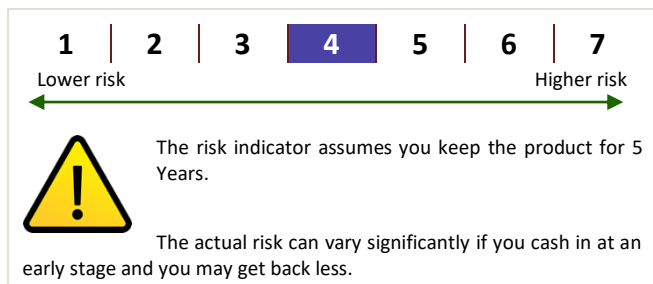 1 2 3 4 5 6 7
Lower risk Higher risk
The risk indicator assumes you keep the product for 5
Years.
The actual risk can vary significantly if you cash in at an
early stage and you may get back less.